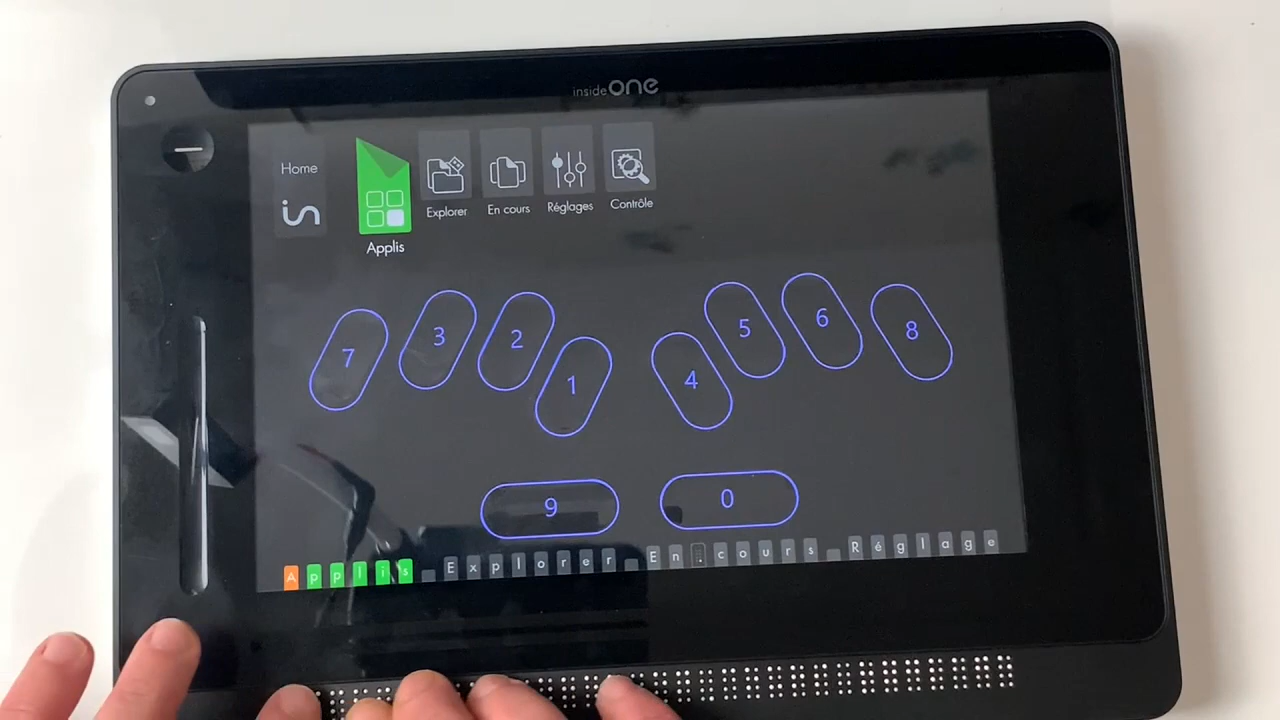 insideONE
Home Applis Explorer En cours Réglages Contrôle
in
7 3 2 1 4 5 6 8
9 0
Applis Explorer En cours Réglage